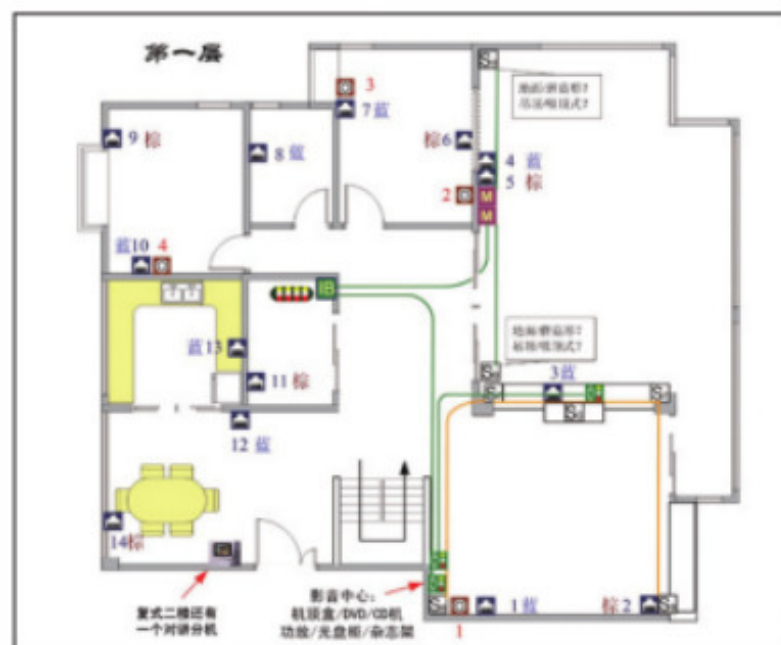 第一层
3
7 蓝
9 棕
8 蓝
棕6
4 蓝
5 棕
2
M
M
蓝10 4
IB
蓝13
11 棕
3蓝
12 蓝
14棕
复式二楼还有
一个对讲分机
影音中心:
机顶盒/DVD/CD机
功放/光盘柜/杂志架
1 蓝
棕2
1